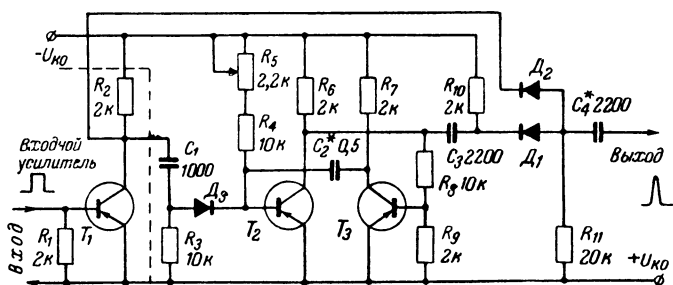 -Uко
R2
2к
R5
2,2к
R6
2к
R7
2к
R10
2к
Д2
C4* 2200
Входной
усилитель
C1
1000
R4
10к
C2* 0,5
C3 2200
Д1
Выход
Д3
R8 10к
T1
T2
T3
Вход
R1
2к
R3
10к
R9
2к
R11
20к
+Uко